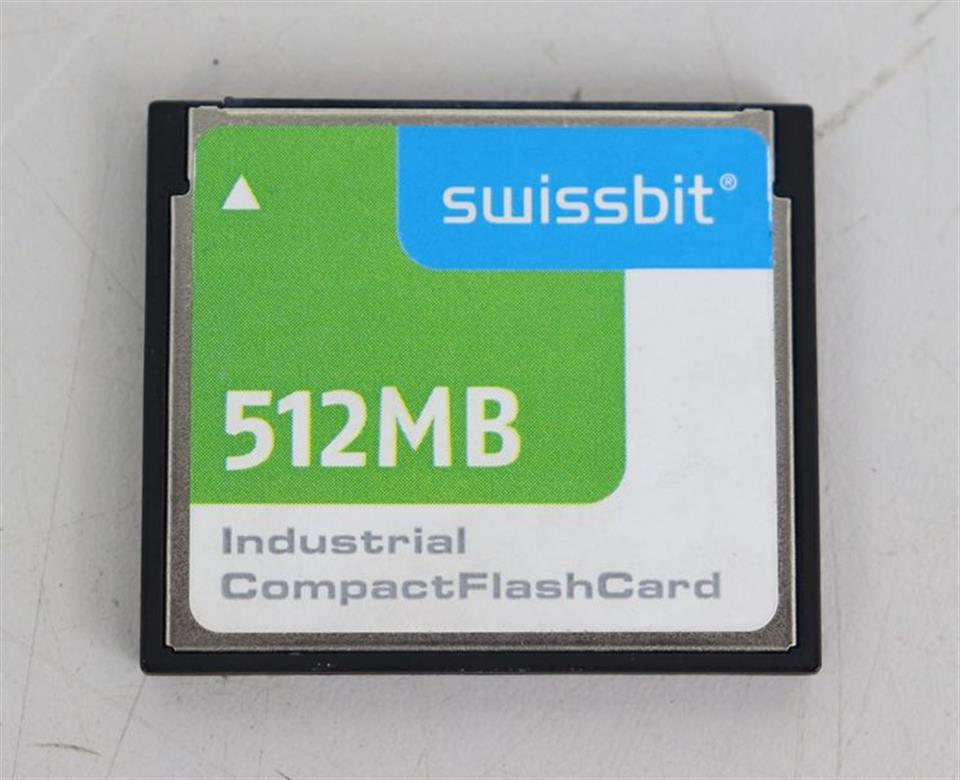 swissbit®
512MB
Industrial
CompactFlashCard